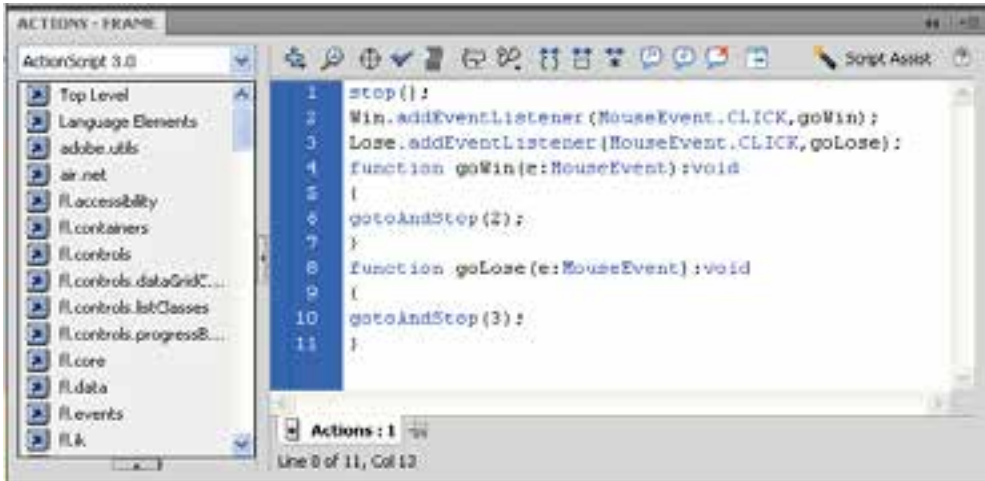 ACTIONS - FRAME
ActionScript 3.0
Top Level
Language Elements
adobe.utils
air.net
fl.accessibility
fl.containers
fl.controls
fl.controls.dataGridC...
fl.controls.listClasses
fl.controls.progressB...
fl.core
fl.data
fl.events
fl.ik
Script Assist
1 stop();
2 Win.addEventListener(MouseEvent.CLICK,goWin);
3 Lose.addEventListener(MouseEvent.CLICK,goLose);
4 function goWin(e:MouseEvent):void
5 {
6 gotoAndStop(2);
7 }
8 function goLose(e:MouseEvent):void
9 {
10 gotoAndStop(3);
11 }
Actions : 1
Line 8 of 11, Col 13